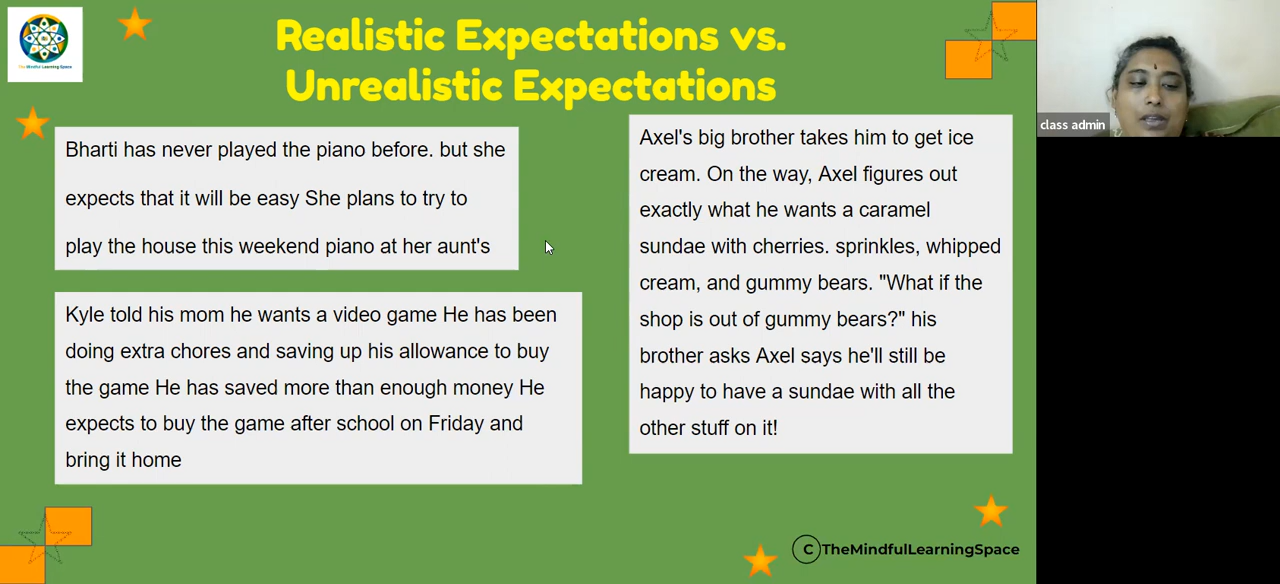 The Mindful Learning Space
Realistic Expectations vs.
Unrealistic Expectations
Bharti has never played the piano before. but she
expects that it will be easy She plans to try to
play the house this weekend piano at her aunt's
Kyle told his mom he wants a video game He has been
doing extra chores and saving up his allowance to buy
the game He has saved more than enough money He
expects to buy the game after school on Friday and
bring it home
Axel's big brother takes him to get ice
cream. On the way, Axel figures out
exactly what he wants a caramel
sundae with cherries. sprinkles, whipped
cream, and gummy bears. "What if the
shop is out of gummy bears?" his
brother asks Axel says he'll still be
happy to have a sundae with all the
other stuff on it!
C TheMindfulLearningSpace
class admin